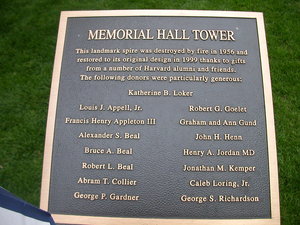 MEMORIAL HALL TOWER
This landmark spire was destroyed by fire in 1956 and
restored to its original design in 1999 thanks to gifts
from a number of Harvard alumni and friends.
The following donors were particularly generous:
Katherine B. Loker
Louis J. Appell, Jr.
Francis Henry Appleton III
Alexander S. Beal
Bruce A. Beal
Robert L. Beal
Abram T. Collier
George P. Gardner
Robert G. Goelet
Graham and Ann Gund
John H. Henn
Henry A. Jordan MD
Jonathan M. Kemper
Caleb Loring, Jr.
George S. Richardson